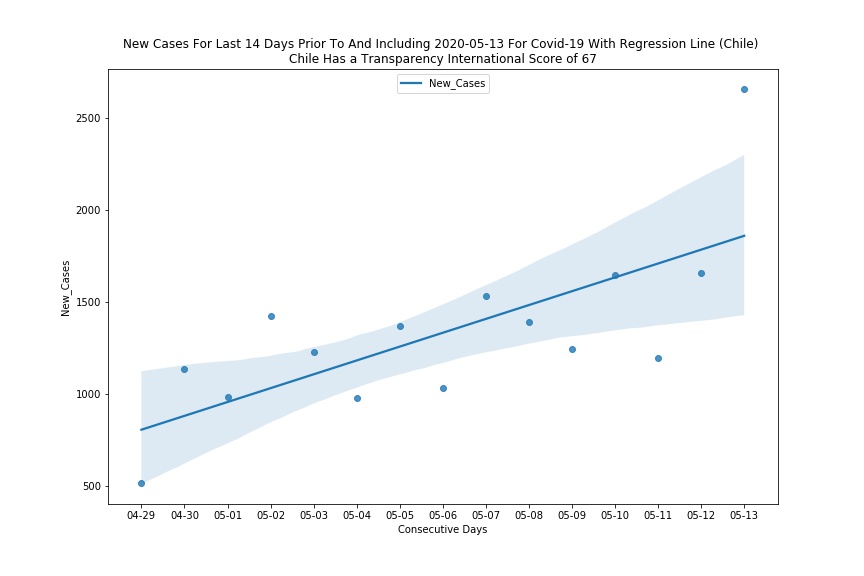 New Cases For Last 14 Days Prior To And Including 2020-05-13 For Covid-19 With Regression Line (Chile)
Chile Has a Transparency International Score of 67
New_Cases
2500
2000
1500
1000
500
New_Cases
04-29 04-30 05-01 05-02 05-03 05-04 05-05 05-06 05-07 05-08 05-09 05-10 05-11 05-12 05-13
Consecutive Days